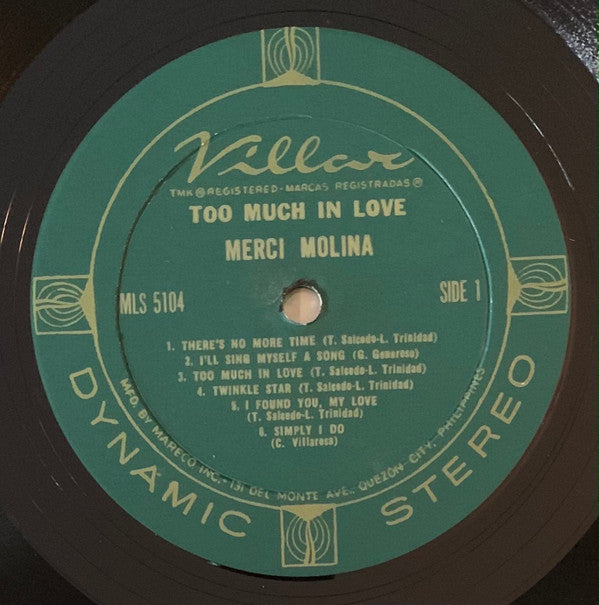 Villar
TMK ® REGISTERED - MARCAS REGISTRADAS ®
TOO MUCH IN LOVE
MERCI MOLINA
MLS 5104
SIDE 1
1. THERE'S NO MORE TIME (T. Salcedo-L. Trinidad)
2. I'LL SING MYSELF A SONG (G. Generoso)
3. TOO MUCH IN LOVE (T. Salcedo-L. Trinidad)
4. TWINKLE STAR (T. Salcedo-L. Trinidad)
5. I FOUND YOU, MY LOVE
(T. Salcedo-L. Trinidad)
6. SIMPLY I DO
(C. Villarosa)
MFG. BY MARECO INC. - 131 DEL MONTE AVE., QUEZON CITY, PHILIPPINES
DYNAMIC STEREO